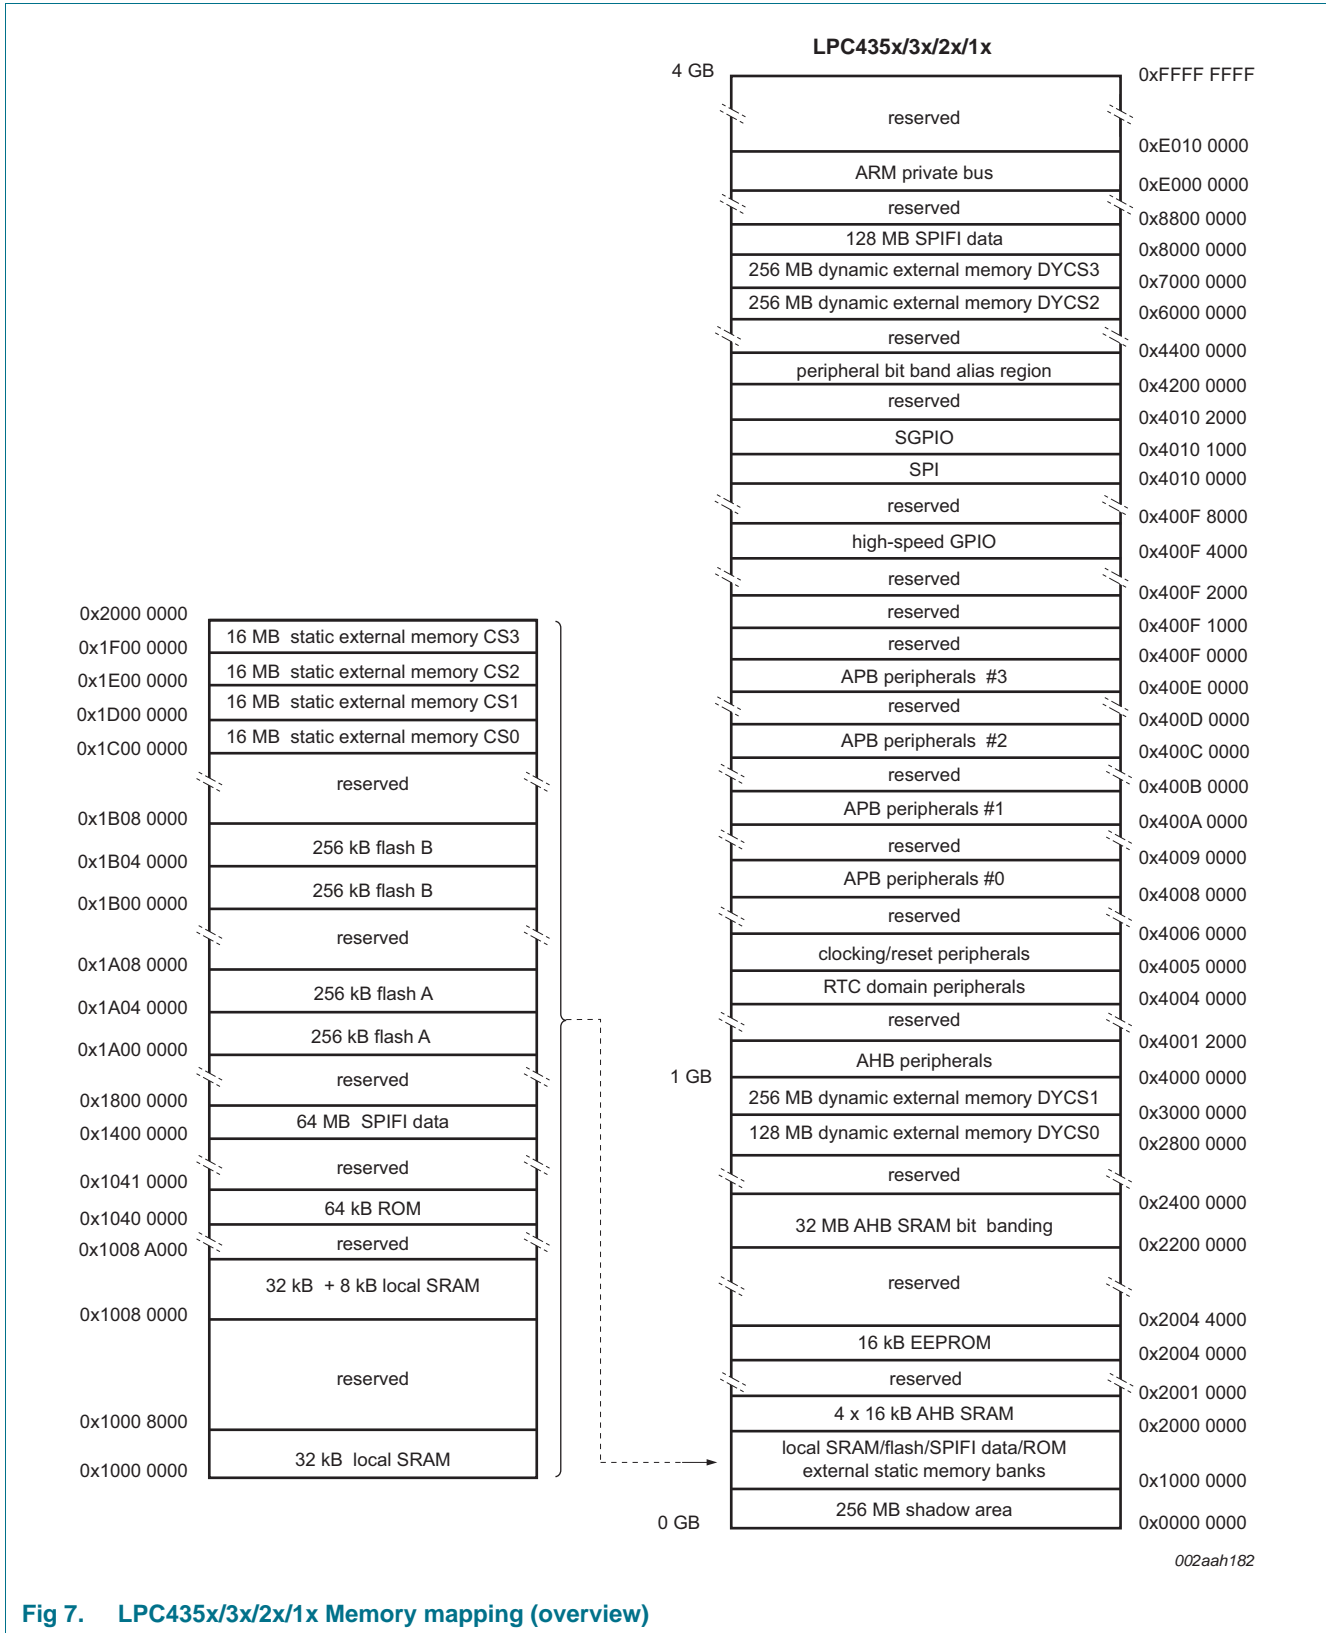 LPC435x/3x/2x/1x
4 GB
0xFFFF FFFF
reserved
0xE010 0000
ARM private bus
0xE000 0000
reserved
0x8800 0000
128 MB SPIFI data
0x8000 0000
256 MB dynamic external memory DYCS3
0x7000 0000
256 MB dynamic external memory DYCS2
0x6000 0000
reserved
0x4400 0000
peripheral bit band alias region
0x4200 0000
reserved
0x4010 2000
SGPIO
0x4010 1000
SPI
0x4010 0000
reserved
0x400F 8000
high-speed GPIO
0x400F 4000
reserved
0x400F 2000
reserved
0x400F 1000
reserved
0x400F 0000
APB peripherals #3
0x400E 0000
reserved
0x400D 0000
APB peripherals #2
0x400C 0000
reserved
0x400B 0000
APB peripherals #1
0x400A 0000
reserved
0x4009 0000
APB peripherals #0
0x4008 0000
reserved
0x4006 0000
clocking/reset peripherals
0x4005 0000
RTC domain peripherals
0x4004 0000
reserved
0x4001 2000
AHB peripherals
1 GB
0x4000 0000
256 MB dynamic external memory DYCS1
0x3000 0000
128 MB dynamic external memory DYCS0
0x2800 0000
reserved
0x2400 0000
32 MB AHB SRAM bit banding
0x2200 0000
reserved
0x2004 4000
16 kB EEPROM
0x2004 0000
reserved
0x2001 0000
4 x 16 kB AHB SRAM
0x2000 0000
local SRAM/flash/SPIFI data/ROM
external static memory banks
0x1000 0000
256 MB shadow area
0 GB
0x0000 0000
0x2000 0000
16 MB static external memory CS3
0x1F00 0000
16 MB static external memory CS2
0x1E00 0000
16 MB static external memory CS1
0x1D00 0000
16 MB static external memory CS0
0x1C00 0000
reserved
0x1B08 0000
256 kB flash B
0x1B04 0000
256 kB flash B
0x1B00 0000
reserved
0x1A08 0000
256 kB flash A
0x1A04 0000
256 kB flash A
0x1A00 0000
reserved
0x1800 0000
64 MB SPIFI data
0x1400 0000
reserved
0x1041 0000
64 kB ROM
0x1040 0000
reserved
0x1008 A000
32 kB + 8 kB local SRAM
0x1008 0000
reserved
0x1000 8000
32 kB local SRAM
0x1000 0000
002aah182
Fig 7. LPC435x/3x/2x/1x Memory mapping (overview)